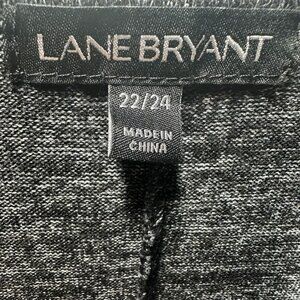 LANE BRYANT
22/24
MADE IN
CHINA